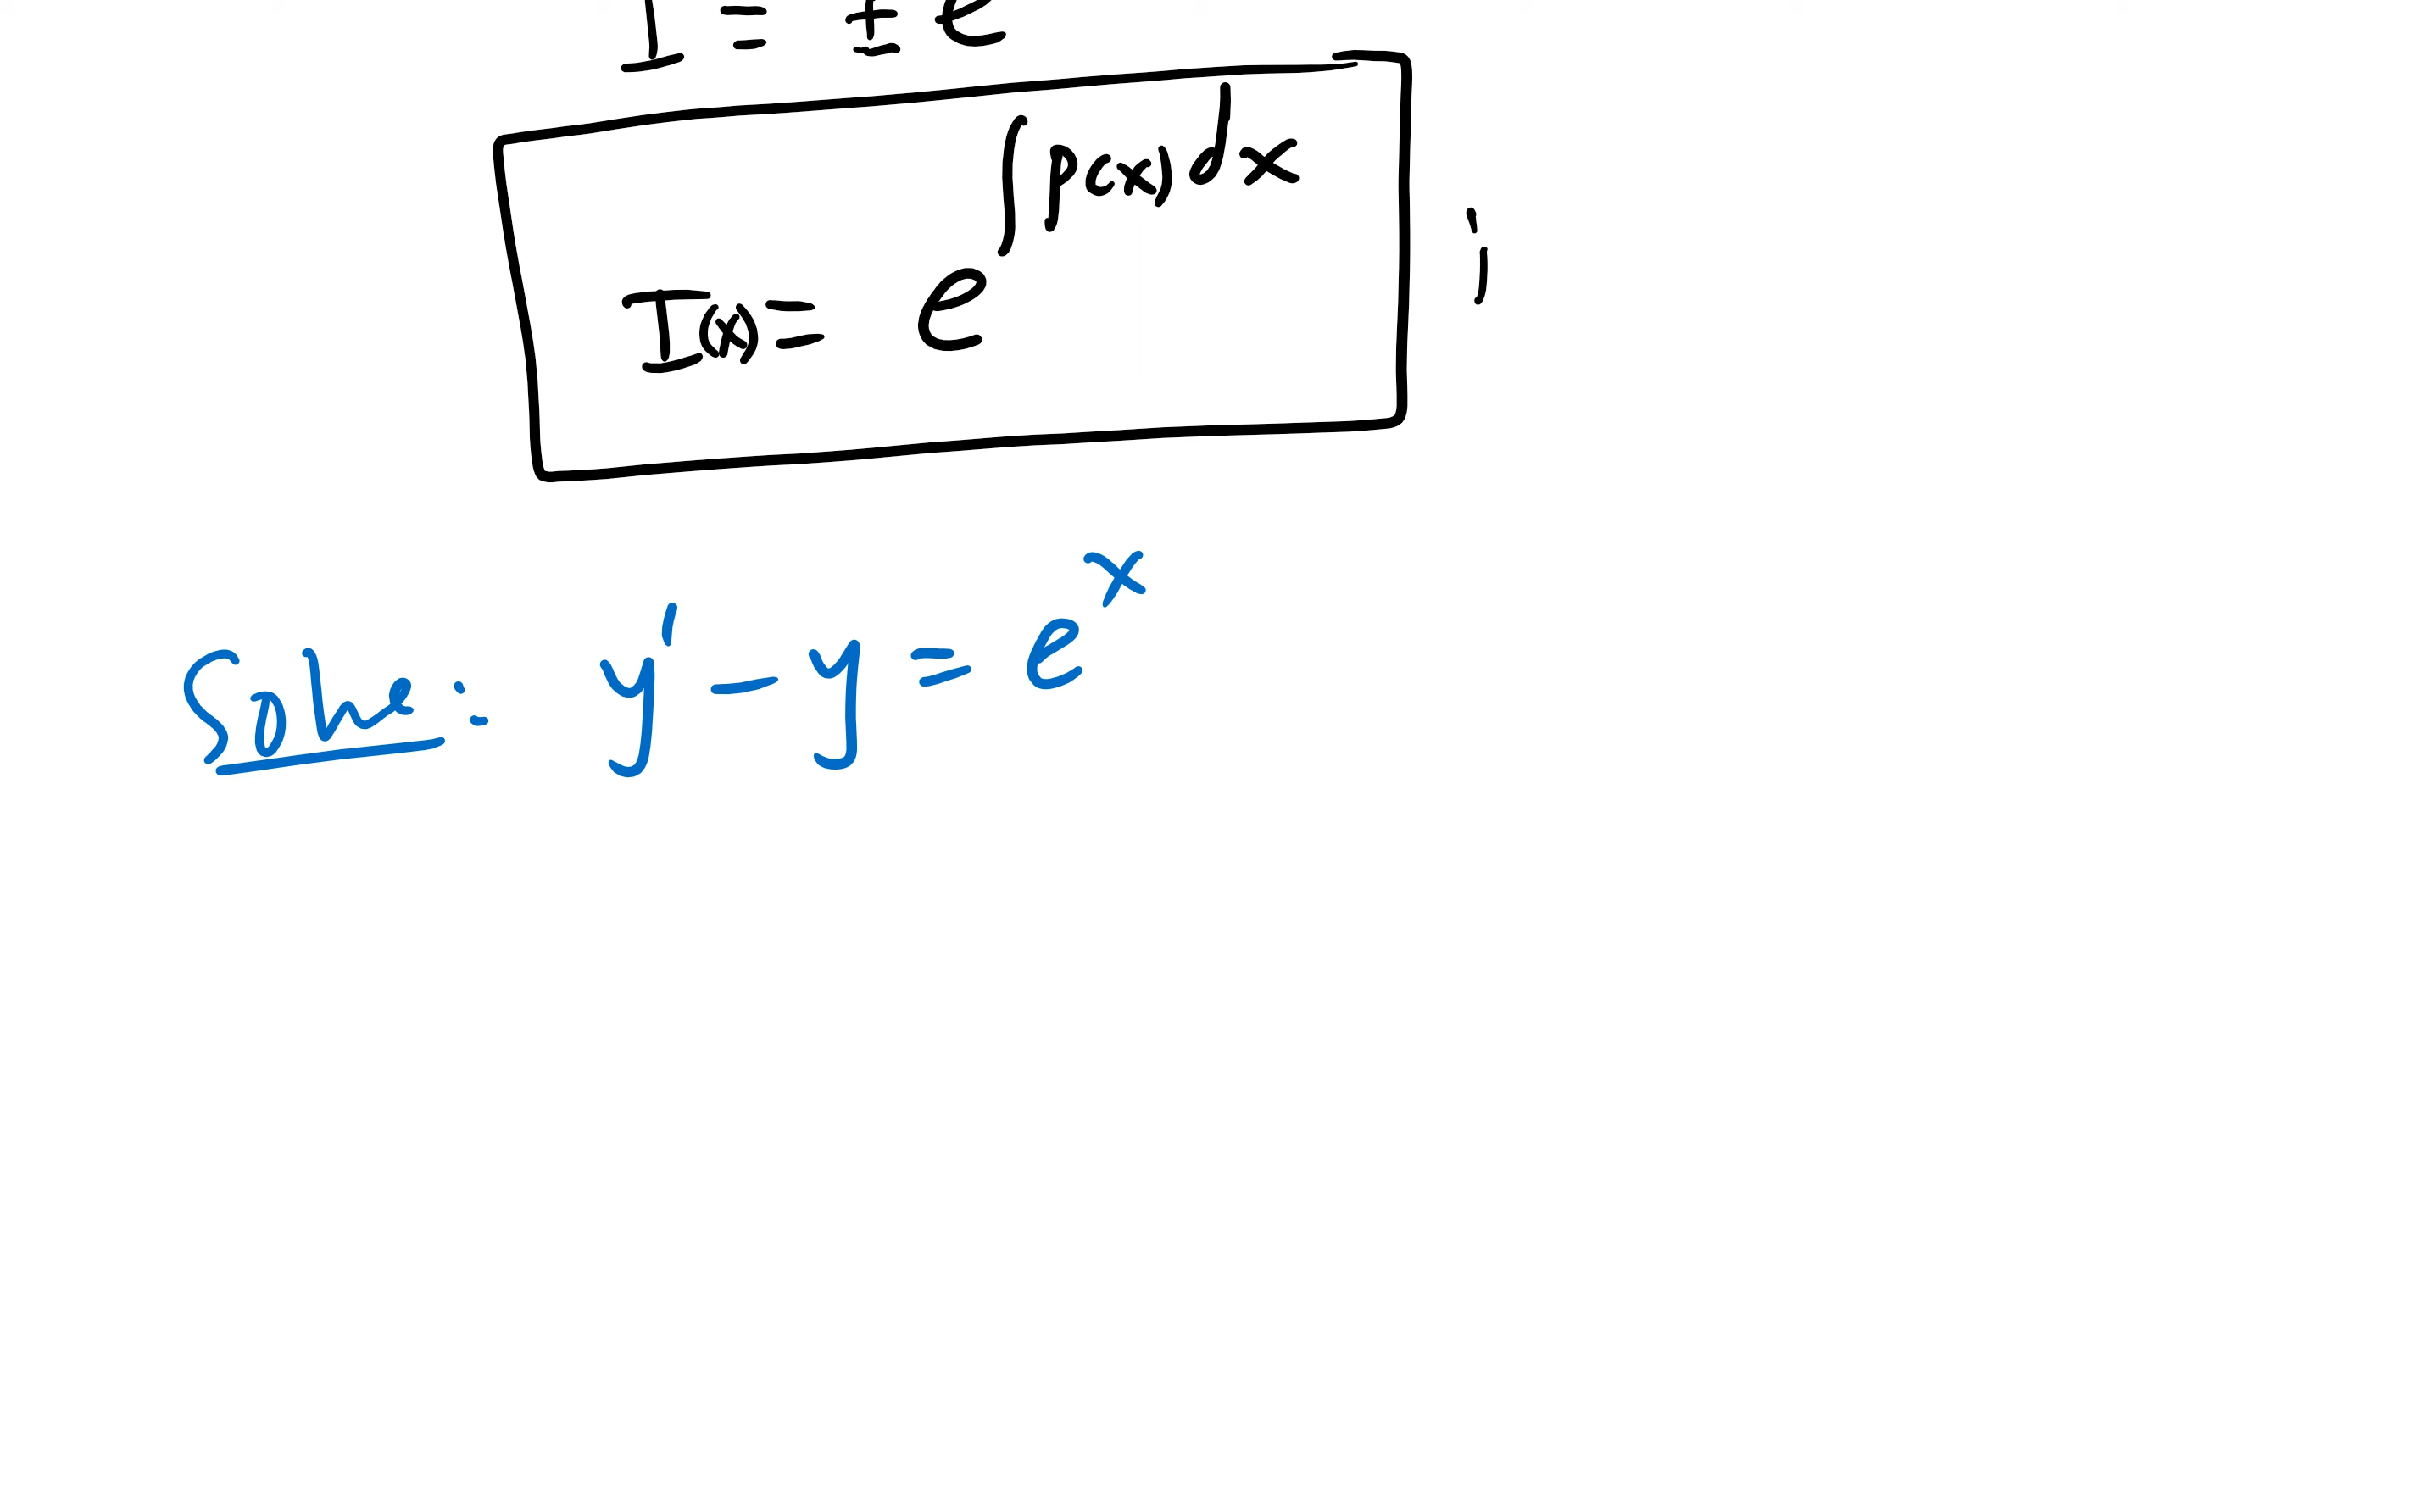 I = ± e
I(x) = e^{∫ p(x) dx} ;
Solve : y' - y = e^x